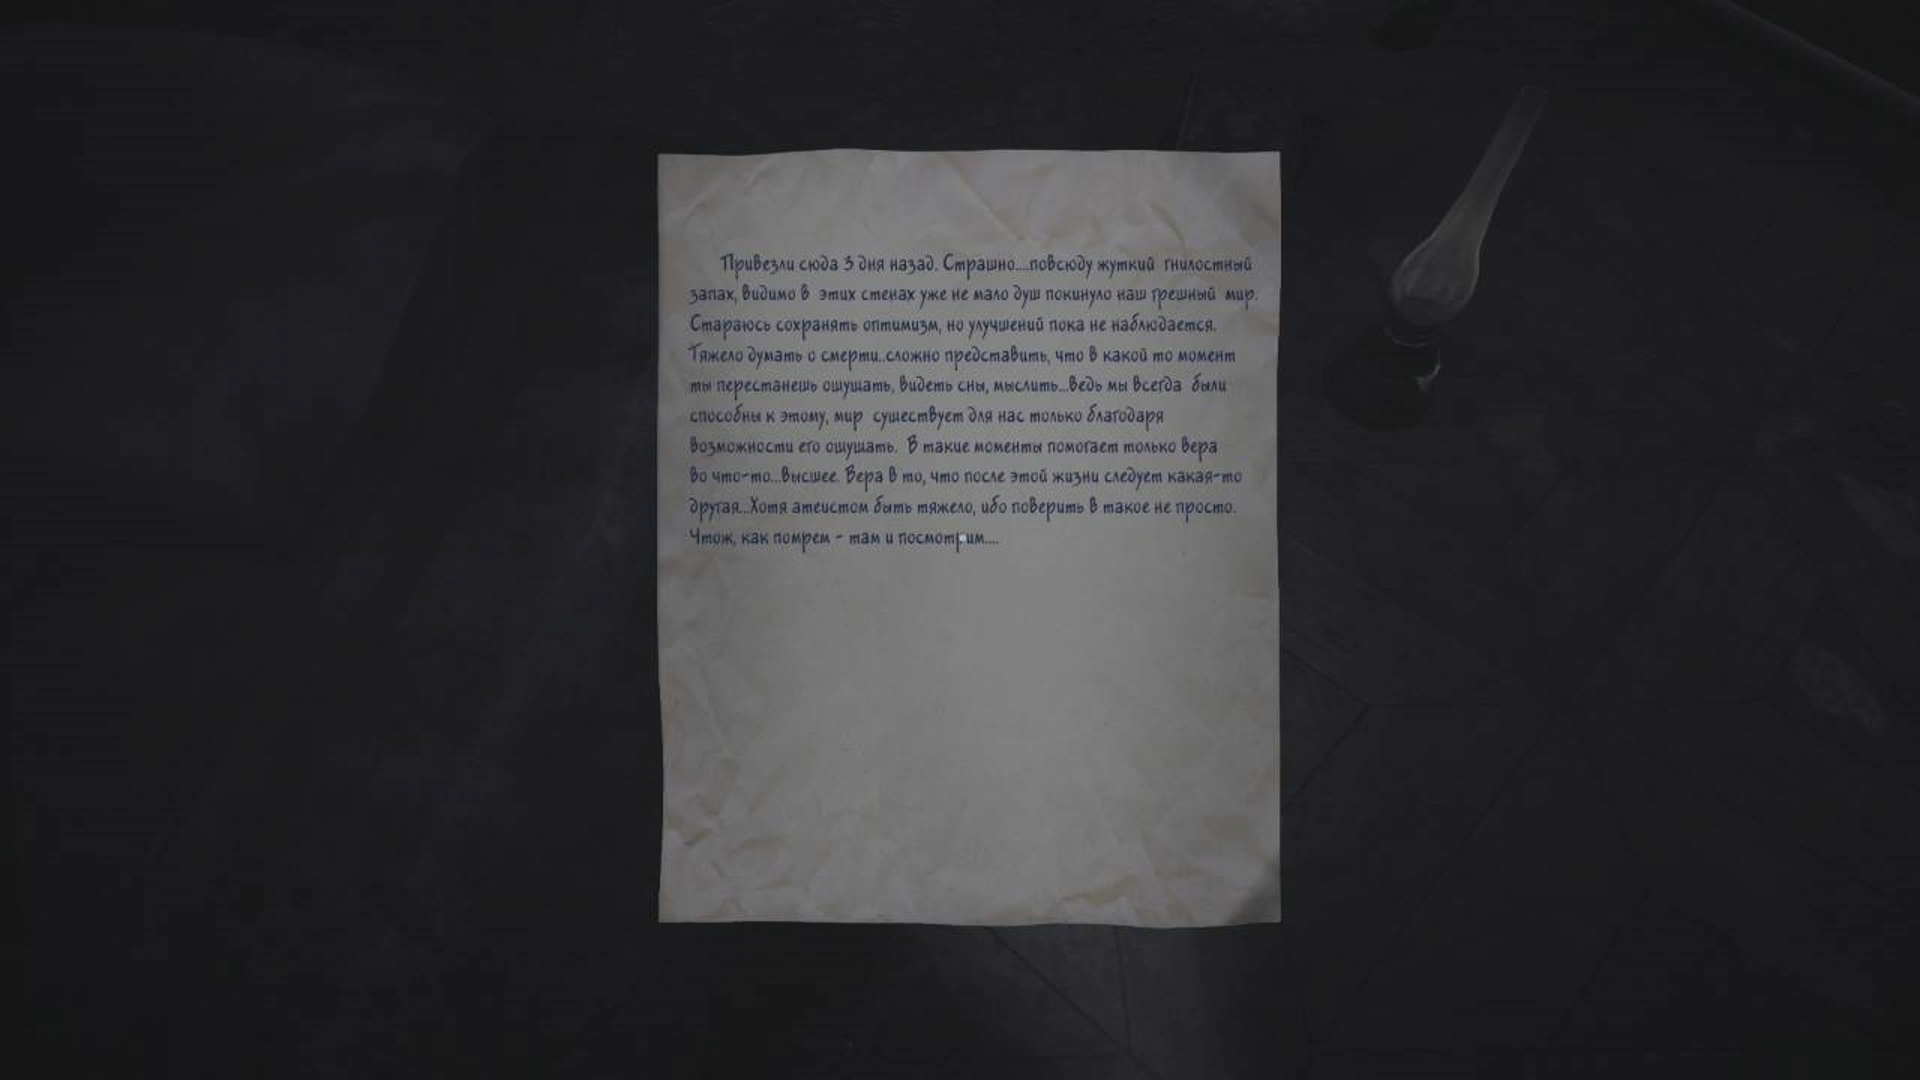 Привезли сюда 3 дня назад. Страшно....повсюду жуткий гнилостный
запах, видимо в этих стенах уже не мало душ покинуло наш грешный мир.
Стараюсь сохранять оптимизм, но улучшений пока не наблюдается.
Тяжело думать о смерти..сложно представить, что в какой то момент
ты перестанешь ощущать, видеть сны, мыслить...ведь мы всегда были
способны к этому, мир существует для нас только благодаря
возможности его ощущать. В такие моменты помогает только вера
во что-то...высшее. Вера в то, что после этой жизни следует какая-то
другая...Хотя атеистом быть тяжело, ибо поверить в такое не просто.
Чтож, как помрем - там и посмотрим....